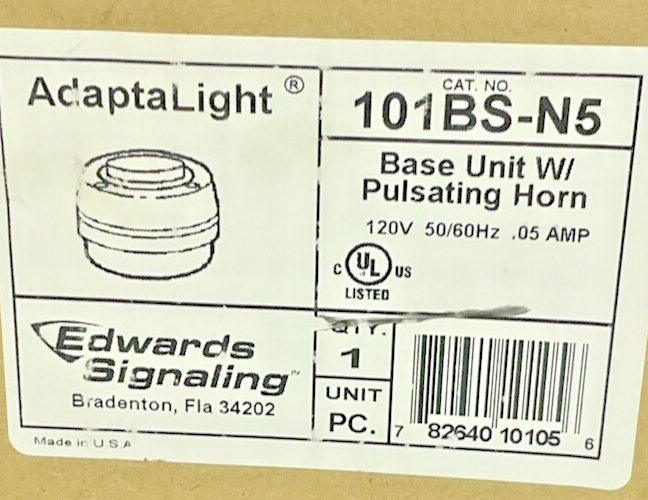 AdaptaLight ®
CAT. NO.
101BS-N5
Base Unit W/
Pulsating Horn
120V 50/60Hz .05 AMP
C UL US
LISTED
Edwards
Signaling™
Bradenton, Fla 34202
QTY.
1
UNIT
PC.
7 82640 10105 6
Made in U.S.A